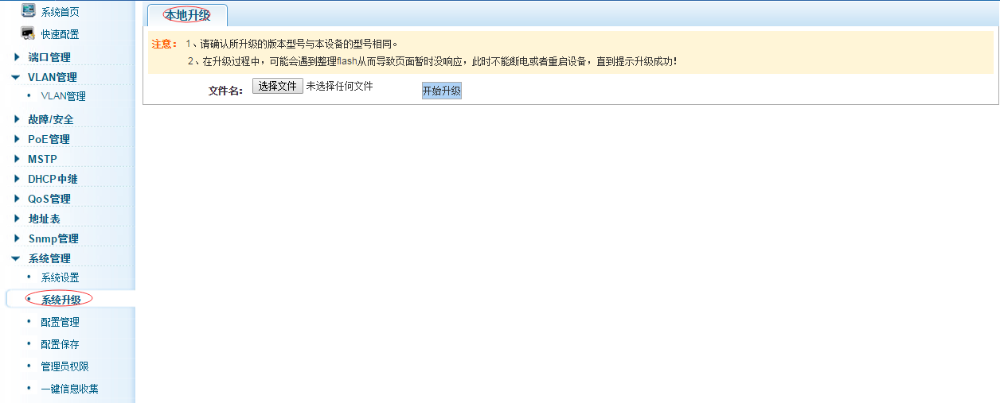 系统首页
快速配置
端口管理
VLAN管理
VLAN管理
故障/安全
PoE管理
MSTP
DHCP中继
QoS管理
地址表
Snmp管理
系统管理
系统设置
系统升级
配置管理
配置保存
管理员权限
一键信息收集
本地升级
注意： 1、请确认所升级的版本型号与本设备的型号相同。
2、在升级过程中，可能会遇到整理flash从而导致页面暂时没响应，此时不能断电或者重启设备，直到提示升级成功！
文件名： 选择文件 未选择任何文件 开始升级